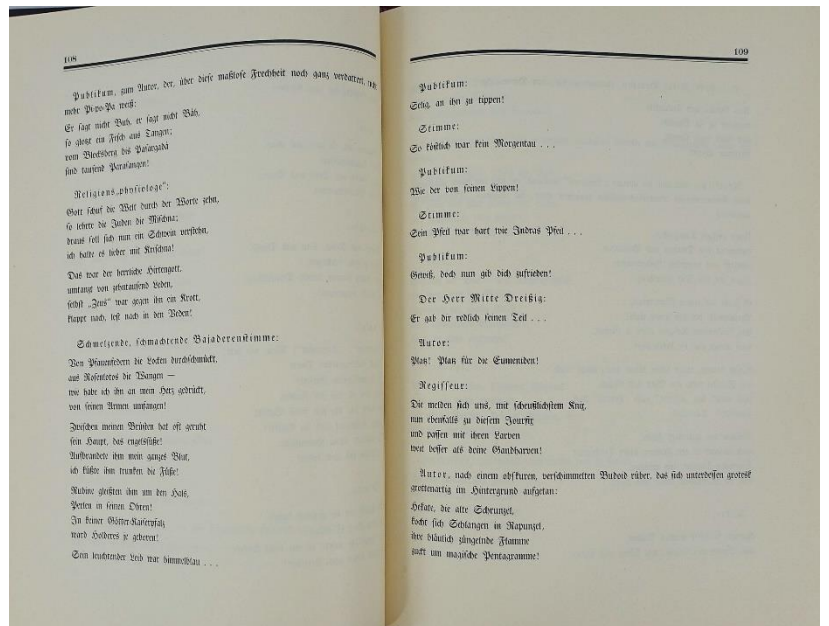 108
Publikum, zum Autor, der, über diese maßlose Frechheit noch ganz verdattert, nicht
mehr Pi-po-Pa weiß:
Er sagt nicht Buh, er sagt nicht Bäh,
so glotzt ein Fisch aus Tangen;
vom Blocksberg bis Pasargadä
sind tausend Parasangen!
Religions„physiologe“:
Gott schuf die Welt durch der Worte zehn,
so lehrt die Juden die Mischna;
draus soll sich nun ein Schwein verstehn,
ich halte es lieber mit Krischna!
Das war der herrliche Hirtengott,
umtanzt von zehntausend Leben,
selbst „Zeus“ war gegen ihn ein Krott,
klappt nach, lest nach in den Veden!
Schmelzende, schmachtende Bajaderenstimme:
Von Pfauenfedern die Locken durchschmückt,
aus Rosenlotos die Wangen —
wie habe ich ihn an mein Herz gedrückt,
von seinen Armen umfangen!
Zwischen meinen Brüsten hat oft geruht
sein Haupt, das engelsüße!
Aufbrandete ihm mein ganzes Blut,
ich küßte ihm trunken die Füße!
Rubine gleißten ihm um den Hals,
Perlen in seinen Ohren!
In keiner Götter-Kaiserpfalz
ward Holderes je geboren!
Sein leuchtender Leib war himmelblau . . .
109
Publikum:
Selig, an ihn zu tippen!
Stimme:
So köstlich war kein Morgentau . . .
Publikum:
Wie der von seinen Lippen!
Stimme:
Sein Pfeil war hart wie Indras Pfeil . . .
Publikum:
Gewiß, doch nun gib dich zufrieden!
Der Herr Mitte Dreißig:
Er gab dir redlich seinen Teil . . .
Autor:
Platz! Platz für die Eumeniden!
Regisseur:
Die melden sich uns, mit scheußlichstem Knix,
nun ebenfalls zu diesem Jourfix
und passen mit ihren Larven
weit besser als deine Gandharven!
Autor, nach einem obskuren, verschimmelten Budoid rüber, das sich unterdessen grotesk
grottenartig im Hintergrund aufgetan:
Hekate, die alte Schrunzel,
kocht sich Schlangen in Rapunzel,
ihre bläulich züngelnde Flamme
zuckt um magische Pentagramme!